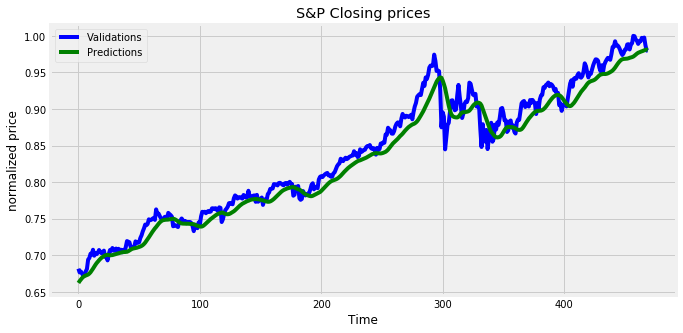 S&P Closing prices
Validations
Predictions
1.00
0.95
0.90
0.85
0.80
0.75
0.70
0.65
normalized price
0
100
200
300
400
Time